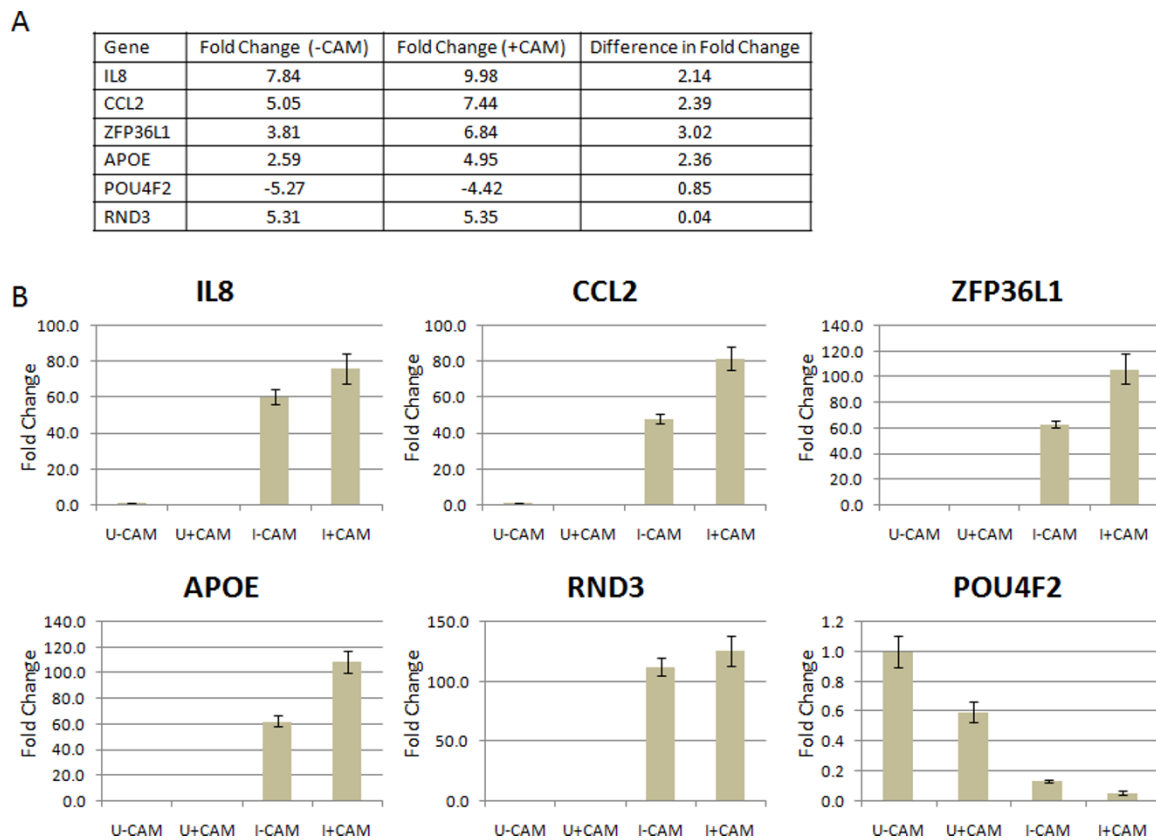 A
Gene Fold Change (-CAM) Fold Change (+CAM) Difference in Fold Change
IL8 7.84 9.98 2.14
CCL2 5.05 7.44 2.39
ZFP36L1 3.81 6.84 3.02
APOE 2.59 4.95 2.36
POU4F2 -5.27 -4.42 0.85
RND3 5.31 5.35 0.04
B
IL8
Fold Change
100.0
80.0
60.0
40.0
20.0
0.0
U-CAM U+CAM I-CAM I+CAM
CCL2
Fold Change
100.0
80.0
60.0
40.0
20.0
0.0
U-CAM U+CAM I-CAM I+CAM
ZFP36L1
Fold Change
140.0
120.0
100.0
80.0
60.0
40.0
20.0
0.0
U-CAM U+CAM I-CAM I+CAM
APOE
Fold Change
140.0
120.0
100.0
80.0
60.0
40.0
20.0
0.0
U-CAM U+CAM I-CAM I+CAM
RND3
Fold Change
150.0
100.0
50.0
0.0
U-CAM U+CAM I-CAM I+CAM
POU4F2
Fold Change
1.2
1.0
0.8
0.6
0.4
0.2
0.0
U-CAM U+CAM I-CAM I+CAM